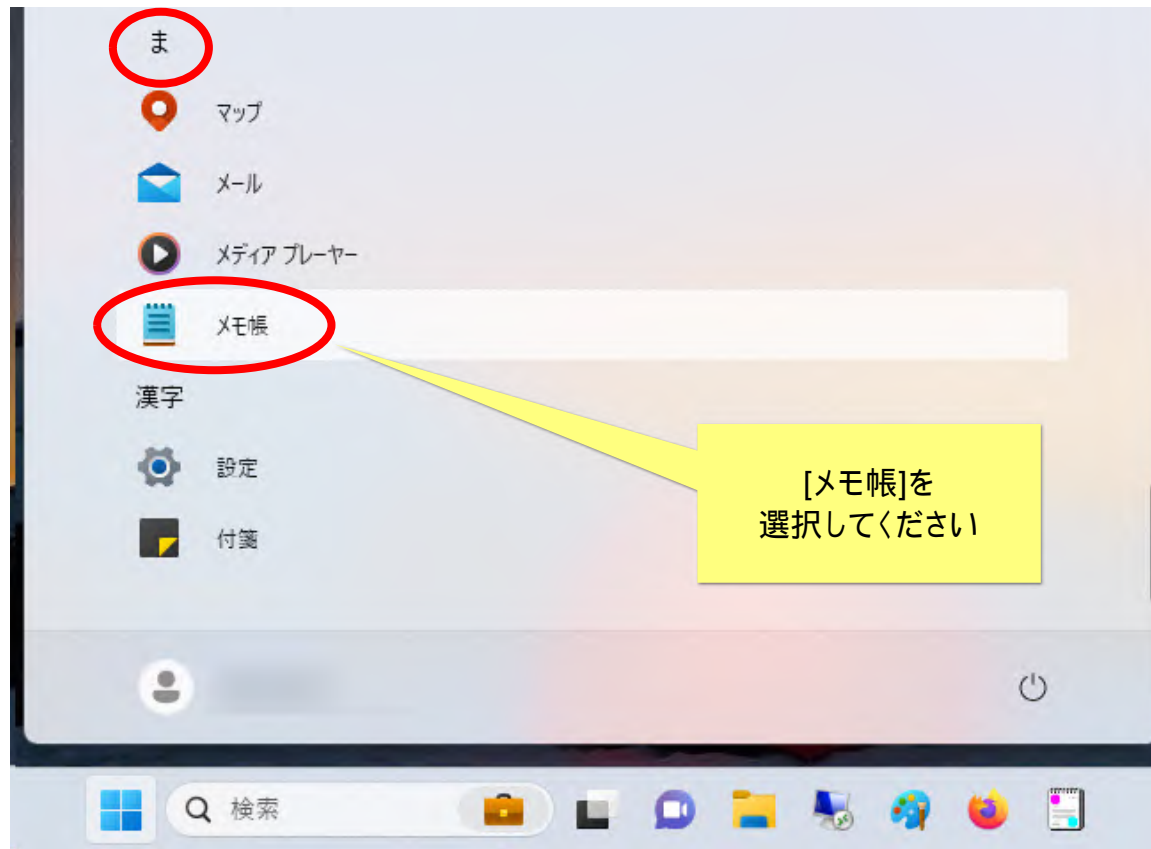 ま
マップ
メール
メディア プレーヤー
メモ帳
漢字
設定
付箋
[メモ帳]を
選択してください
検索